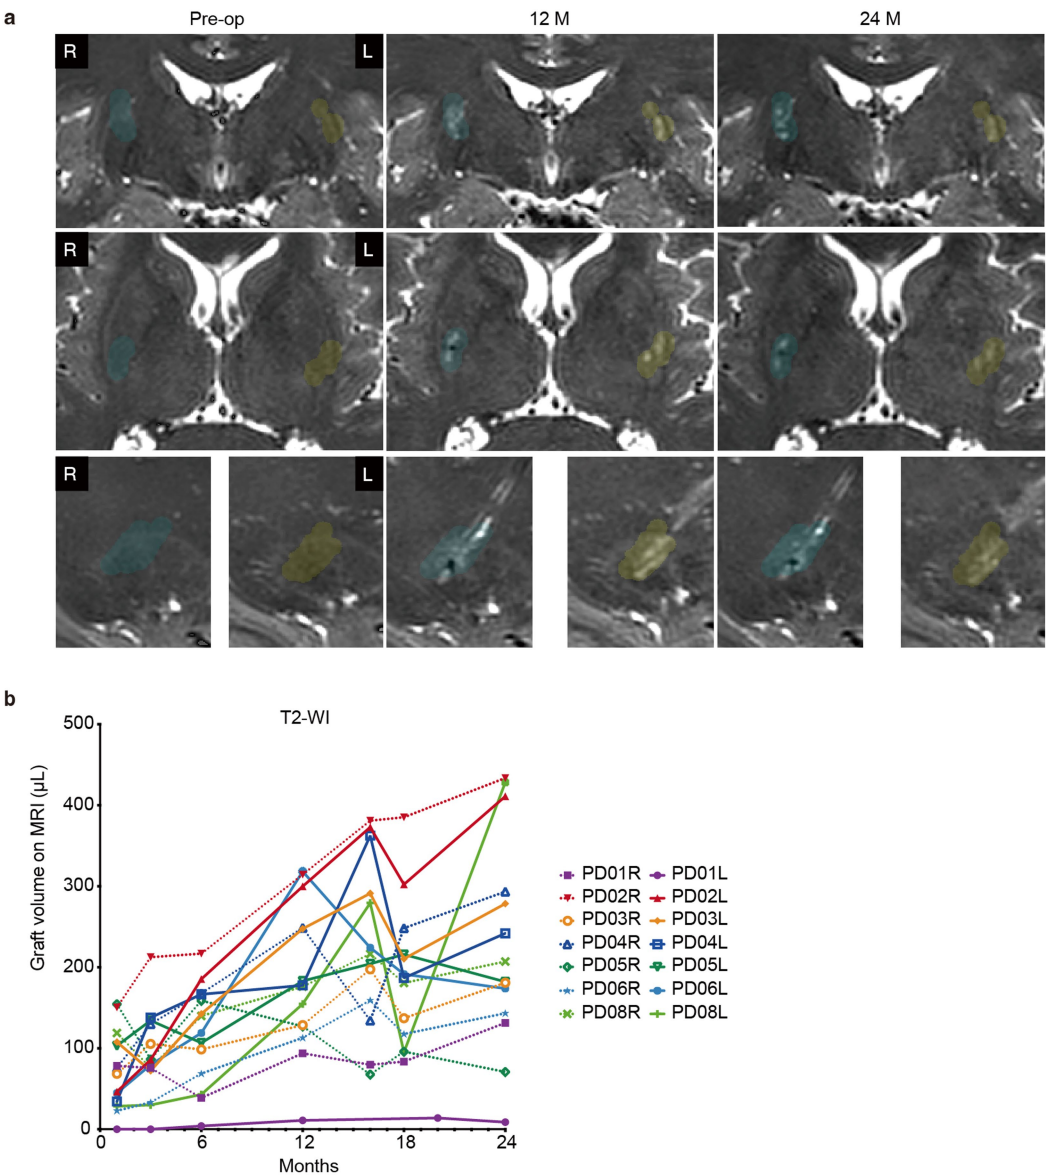 a
Pre-op 12 M 24 M
R L
R L
R L
b
T2-WI
Graft volume on MRI (μL)
500
400
300
200
100
0
0 6 12 18 24
Months
PD01R PD01L
PD02R PD02L
PD03R PD03L
PD04R PD04L
PD05R PD05L
PD06R PD06L
PD08R PD08L